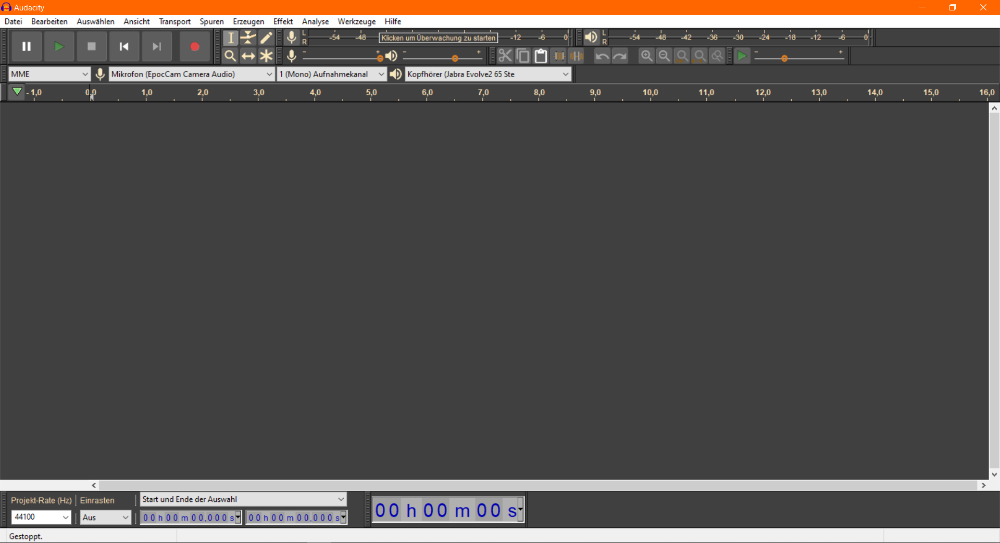 Audacity
Datei Bearbeiten Auswählen Ansicht Transport Spuren Erzeugen Effekt Analyse Werkzeuge Hilfe
L R -54 -48 Klicken um Überwachung zu starten -12 -6 0 L R -54 -48 -42 -36 -30 -24 -18 -12 -6 0
- + - + - +
MME Mikrofon (EpocCam Camera Audio) 1 (Mono) Aufnahmekanal Kopfhörer (Jabra Evolve2 65 Ste
- 1,0 0,0 1,0 2,0 3,0 4,0 5,0 6,0 7,0 8,0 9,0 10,0 11,0 12,0 13,0 14,0 15,0 16,0
Projekt-Rate (Hz) Einrasten Start und Ende der Auswahl
44100 Aus 00 h 00 m 00,000 s 00 h 00 m 00,000 s 00 h 00 m 00 s
Gestoppt.